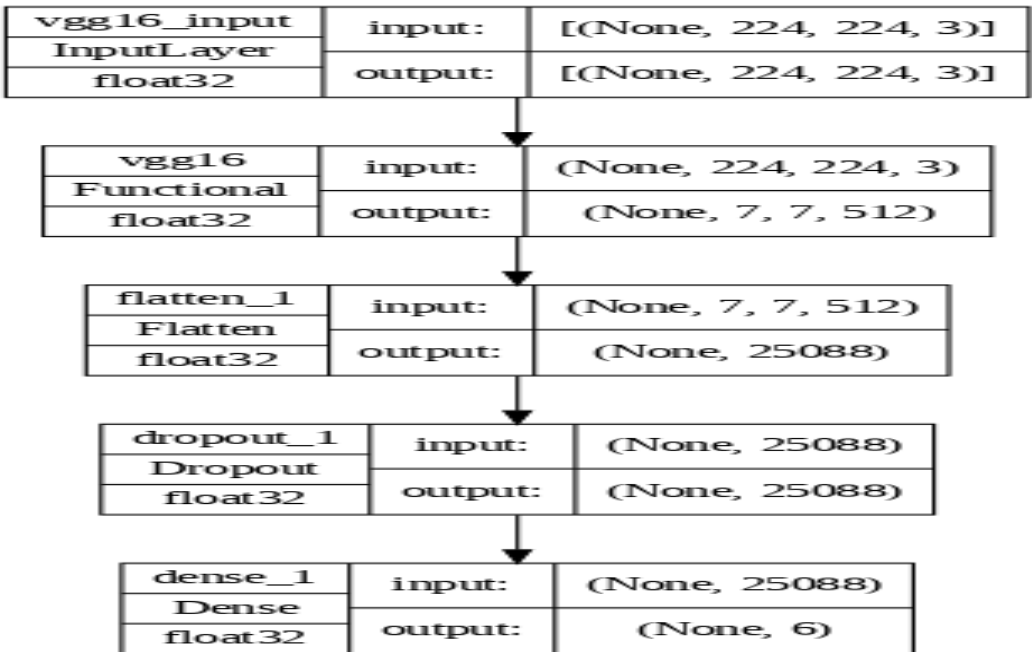 vgg16_input
InputLayer
float32
input:
[(None, 224, 224, 3)]
output:
[(None, 224, 224, 3)]
vgg16
Functional
float32
input:
(None, 224, 224, 3)
output:
(None, 7, 7, 512)
flatten_1
Flatten
float32
input:
(None, 7, 7, 512)
output:
(None, 25088)
dropout_1
Dropout
float32
input:
(None, 25088)
output:
(None, 25088)
dense_1
Dense
float32
input:
(None, 25088)
output:
(None, 6)